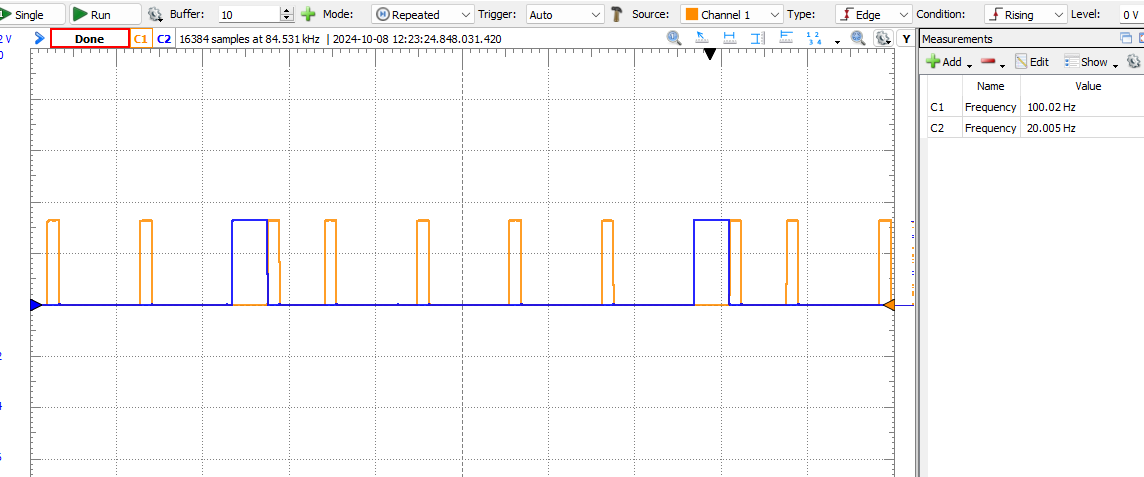 Single Run Buffer: 10 Mode: Repeated Trigger: Auto Source: Channel 1 Type: Edge Condition: Rising Level: 0 V
2 V Done C1 C2 16384 samples at 84.531 kHz | 2024-10-08 12:23:24.848.031.420 1 2 3 4 Y
Measurements
Add Edit Show
Name Value
C1 Frequency 100.02 Hz
C2 Frequency 20.005 Hz